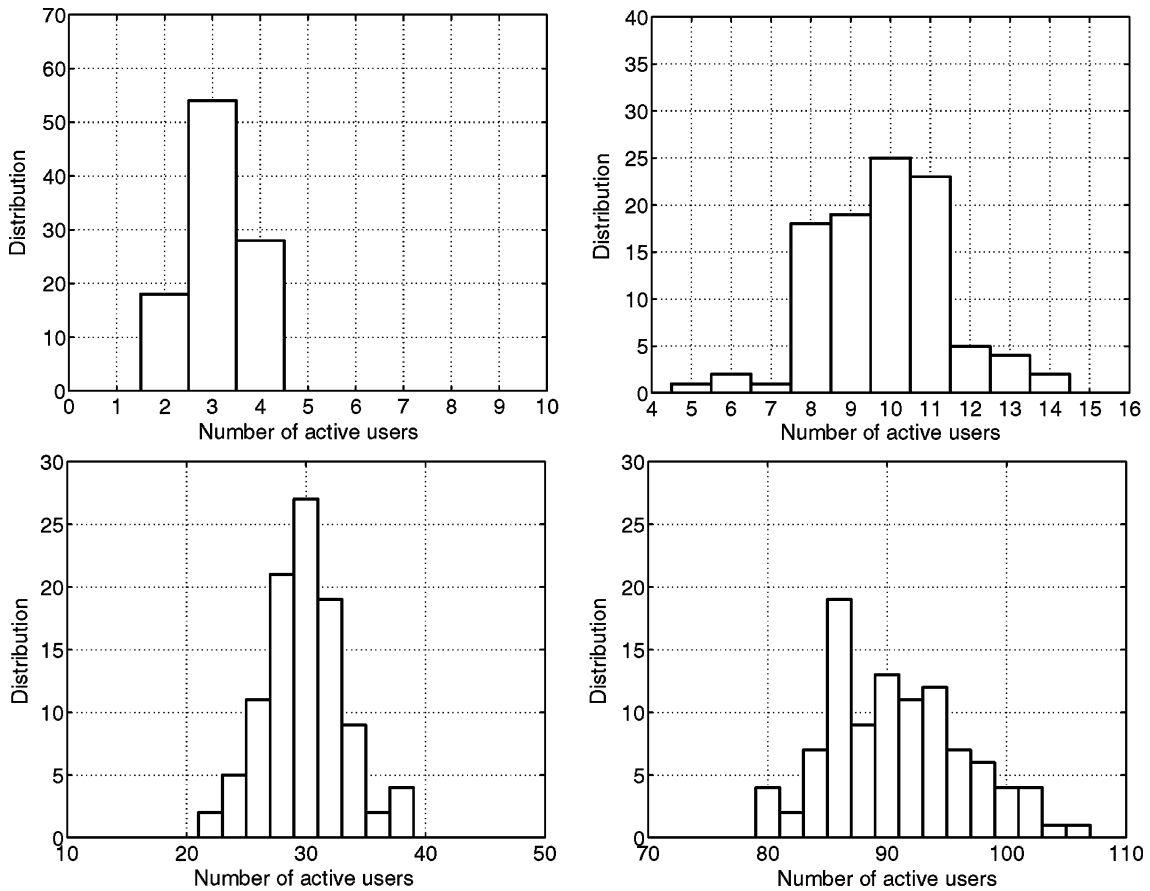 70
60
50
40
30
20
10
0
Distribution
0 1 2 3 4 5 6 7 8 9 10
Number of active users
40
35
30
25
20
15
10
5
0
Distribution
4 5 6 7 8 9 10 11 12 13 14 15 16
Number of active users
30
25
20
15
10
5
0
Distribution
10 20 30 40 50
Number of active users
30
25
20
15
10
5
0
Distribution
70 80 90 100 110
Number of active users